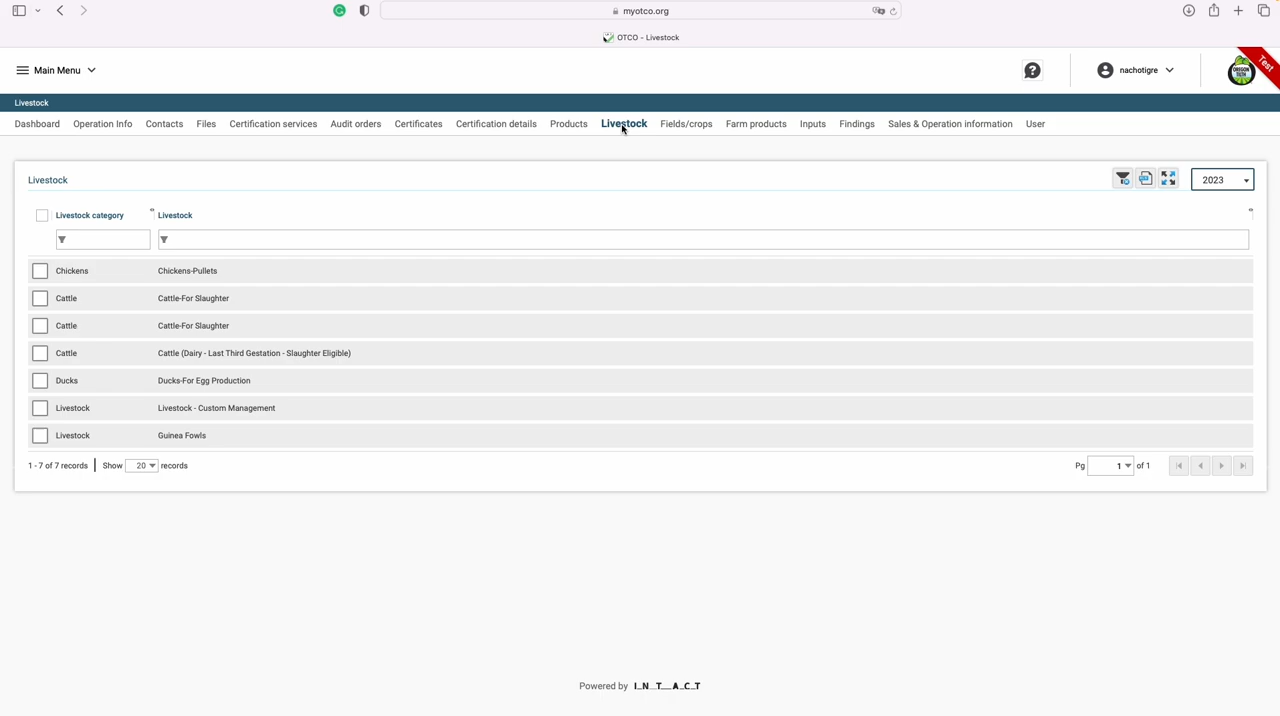 myotco.org
OTCO - Livestock
Main Menu
nachotigre
OREGON TILTH
Test
Livestock
Dashboard Operation Info Contacts Files Certification services Audit orders Certificates Certification details Products Livestock Fields/crops Farm products Inputs Findings Sales & Operation information User
Livestock
2023
Livestock category Livestock
Chickens Chickens-Pullets
Cattle Cattle-For Slaughter
Cattle Cattle-For Slaughter
Cattle Cattle (Dairy - Last Third Gestation - Slaughter Eligible)
Ducks Ducks-For Egg Production
Livestock Livestock - Custom Management
Livestock Guinea Fowls
1 - 7 of 7 records Show 20 records Pg 1 of 1
Powered by I_N_T__A_C_T